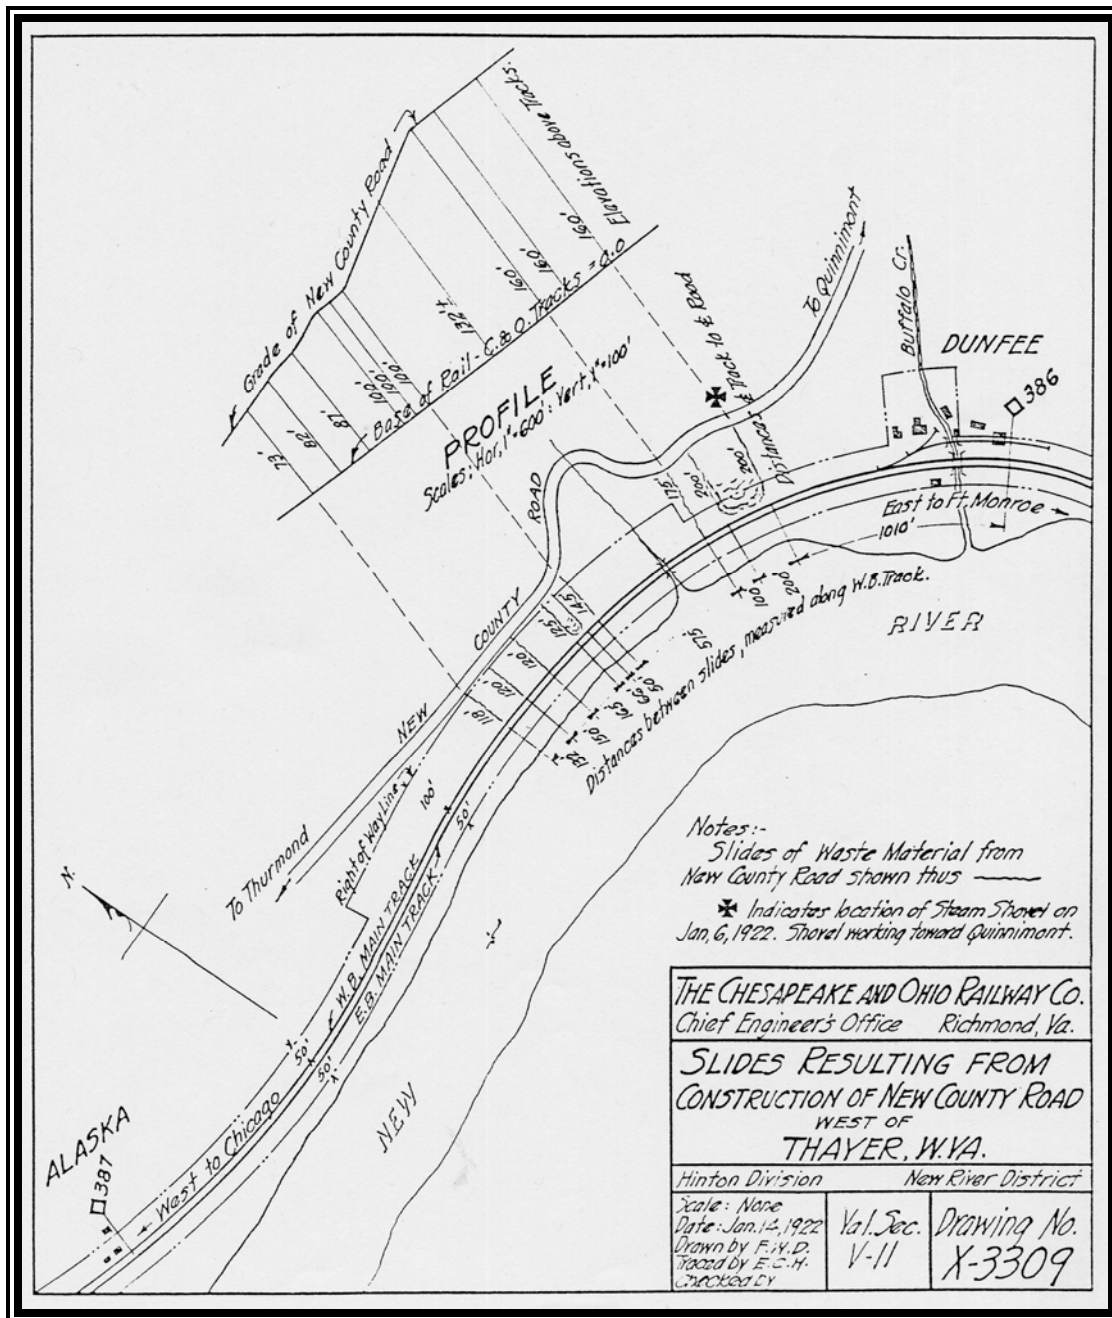 Elevations above Tracks.
Grade of New County Road
160'
160'
160'
132'±
100'
100'
100'
87'
82'
73'
Base of Rail - C.&O. Tracks = 0.0
PROFILE
Scales: Hor, 1"=600': Vert, 1"=100'
Distance ℄ Track to ℄ Road
To Quinnimont
Buffalo Cr.
DUNFEE
386
NEW COUNTY ROAD
200'
200'
175'
145'
125'
120'
120'
118'
East to Ft. Monroe
1010'
200'
100'
575'
50'
66'
165'
150'
132'
Distances between slides, measured along W.B. Track.
NEW RIVER
To Thurmond
Right of Way Line
100'
50'
W.B. MAIN TRACK
E.B. MAIN TRACK
N.
50'
50'
ALASKA
387
West to Chicago
Notes:-
Slides of Waste Material from
New County Road shown thus
Indicates location of Steam Shovel on
Jan, 6, 1922. Shovel working toward Quinnimont.
THE CHESAPEAKE AND OHIO RAILWAY CO.
Chief Engineer's Office Richmond, Va.
SLIDES RESULTING FROM
CONSTRUCTION OF NEW COUNTY ROAD
WEST OF
THAYER, W.VA.
Hinton Division New River District
Scale: None
Date: Jan. 14, 1922
Drawn by F.W.D.
Traced by E.C.H.
Checked by
Val. Sec.
V-11
Drawing No.
X-3309